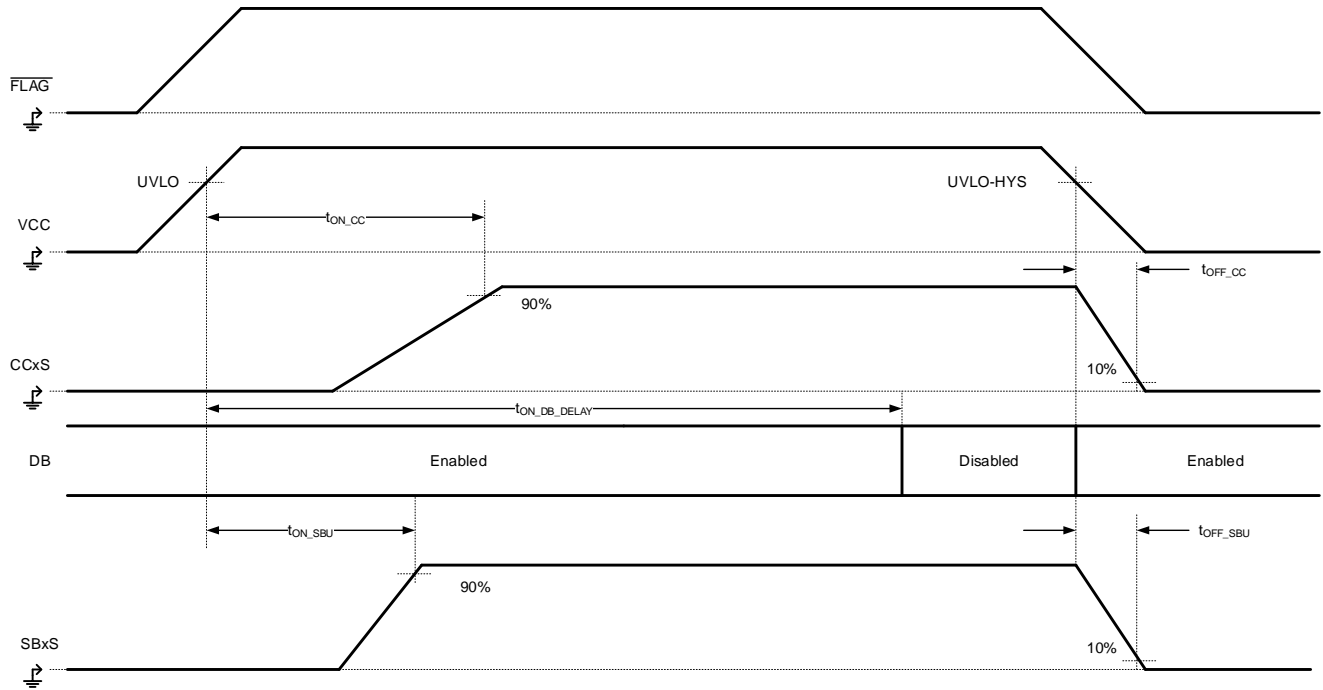 FLAG
UVLO
UVLO-HYS
VCC
tON_CC
tOFF_CC
90%
CCxS
10%
tON_DB_DELAY
DB
Enabled
Disabled
Enabled
tON_SBU
tOFF_SBU
90%
SBxS
10%